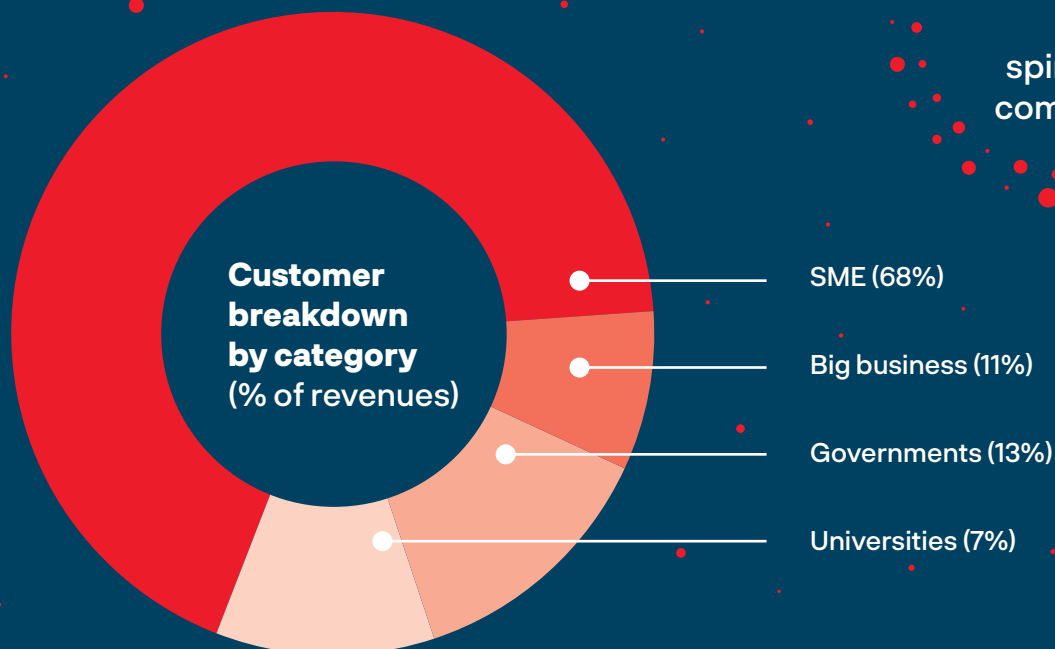 Customer
breakdown
by category
(% of revenues)
SME (68%)
Big business (11%)
Governments (13%)
Universities (7%)